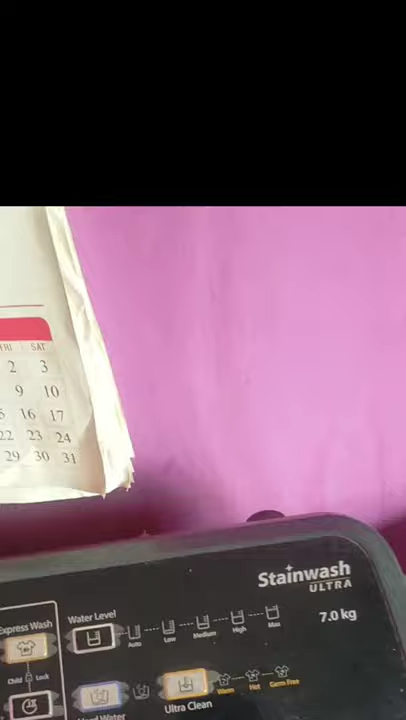 FRI SAT
2 3
9 10
16 17
22 23 24
29 30 31
Stainwash
ULTRA
7.0 kg
Express Wash
Water Level
Auto Low Medium High Max
Child Lock
Hard Water
Ultra Clean
Warm Hot Germ Free